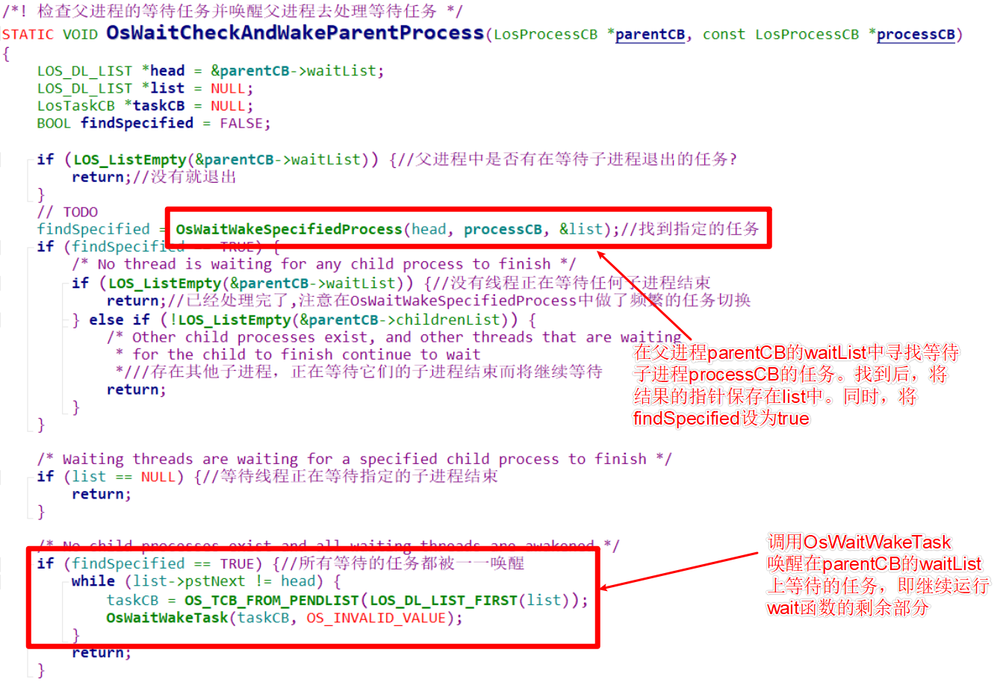 /*! 检查父进程的等待任务并唤醒父进程去处理等待任务 */
STATIC VOID OsWaitCheckAndWakeParentProcess(LosProcessCB *parentCB, const LosProcessCB *processCB)
{
LOS_DL_LIST *head = &parentCB->waitList;
LOS_DL_LIST *list = NULL;
LosTaskCB *taskCB = NULL;
BOOL findSpecified = FALSE;
if (LOS_ListEmpty(&parentCB->waitList)) {//父进程中是否有在等待子进程退出的任务?
return;//没有就退出
}
// TODO
findSpecified = OsWaitWakeSpecifiedProcess(head, processCB, &list);//找到指定的任务
if (findSpecified == TRUE) {
/* No thread is waiting for any child process to finish */
if (LOS_ListEmpty(&parentCB->waitList)) {//没有线程正在等待任何子进程结束
return;//已经处理完了,注意在OsWaitWakeSpecifiedProcess中做了频繁的任务切换
} else if (!LOS_ListEmpty(&parentCB->childrenList)) {
/* Other child processes exist, and other threads that are waiting
* for the child to finish continue to wait
*///存在其他子进程，正在等待它们的子进程结束而将继续等待
return;
}
}
在父进程parentCB的waitList中寻找等待
子进程processCB的任务。找到后，将
结果的指针保存在list中。同时，将
findSpecified设为true
/* Waiting threads are waiting for a specified child process to finish */
if (list == NULL) {//等待线程正在等待指定的子进程结束
return;
}
/* No child processes exist and all waiting threads are awakened */
if (findSpecified == TRUE) {//所有等待的任务都被一一唤醒
while (list->pstNext != head) {
taskCB = OS_TCB_FROM_PENDLIST(LOS_DL_LIST_FIRST(list));
OsWaitWakeTask(taskCB, OS_INVALID_VALUE);
}
return;
}
调用OsWaitWakeTask
唤醒在parentCB的waitList
上等待的任务，即继续运行
wait函数的剩余部分